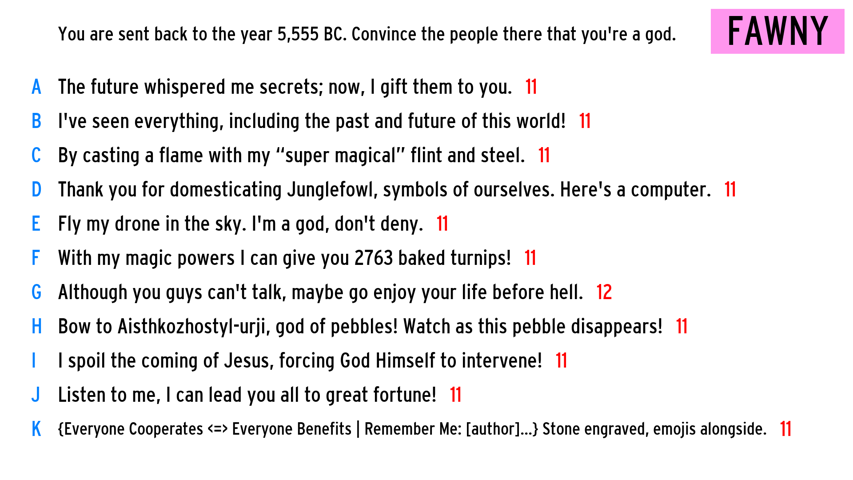 You are sent back to the year 5,555 BC. Convince the people there that you're a god. FAWNY
A The future whispered me secrets; now, I gift them to you. 11
B I've seen everything, including the past and future of this world! 11
C By casting a flame with my “super magical” flint and steel. 11
D Thank you for domesticating Junglefowl, symbols of ourselves. Here's a computer. 11
E Fly my drone in the sky. I'm a god, don't deny. 11
F With my magic powers I can give you 2763 baked turnips! 11
G Although you guys can't talk, maybe go enjoy your life before hell. 12
H Bow to Aisthkozhostyl-urji, god of pebbles! Watch as this pebble disappears! 11
I I spoil the coming of Jesus, forcing God Himself to intervene! 11
J Listen to me, I can lead you all to great fortune! 11
K {Everyone Cooperates <=> Everyone Benefits | Remember Me: [author]...} Stone engraved, emojis alongside. 11